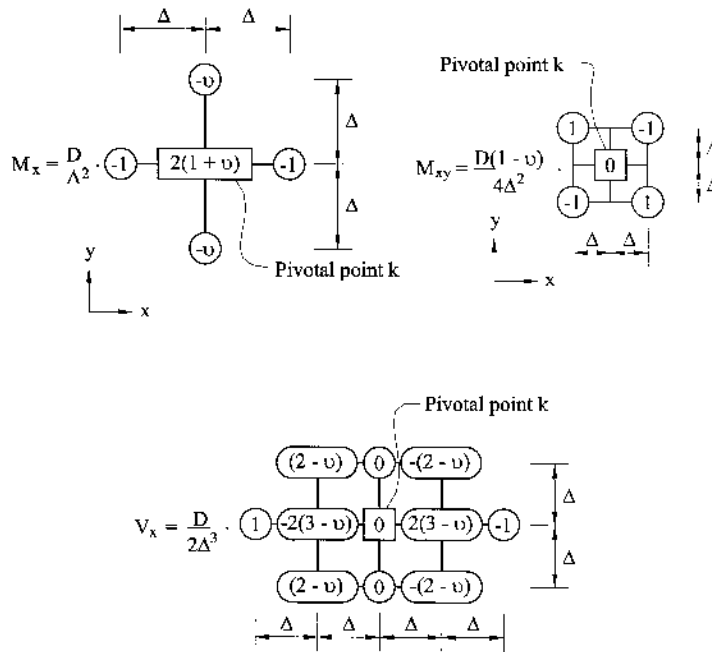 Δ Δ
-υ
Pivotal point k
Δ
1 -1
M_x = D/Δ² · -1 2(1 + υ) -1
M_xy = D(1 - υ)/4Δ² · 0
Δ
Δ
-1 1
Δ
-υ
y
Δ Δ
Pivotal point k
y
x
x
Pivotal point k
(2 - υ) 0 -(2 - υ)
Δ
V_x = D/2Δ³ · 1 -2(3 - υ) 0 2(3 - υ) -1
Δ
(2 - υ) 0 -(2 - υ)
Δ Δ Δ Δ